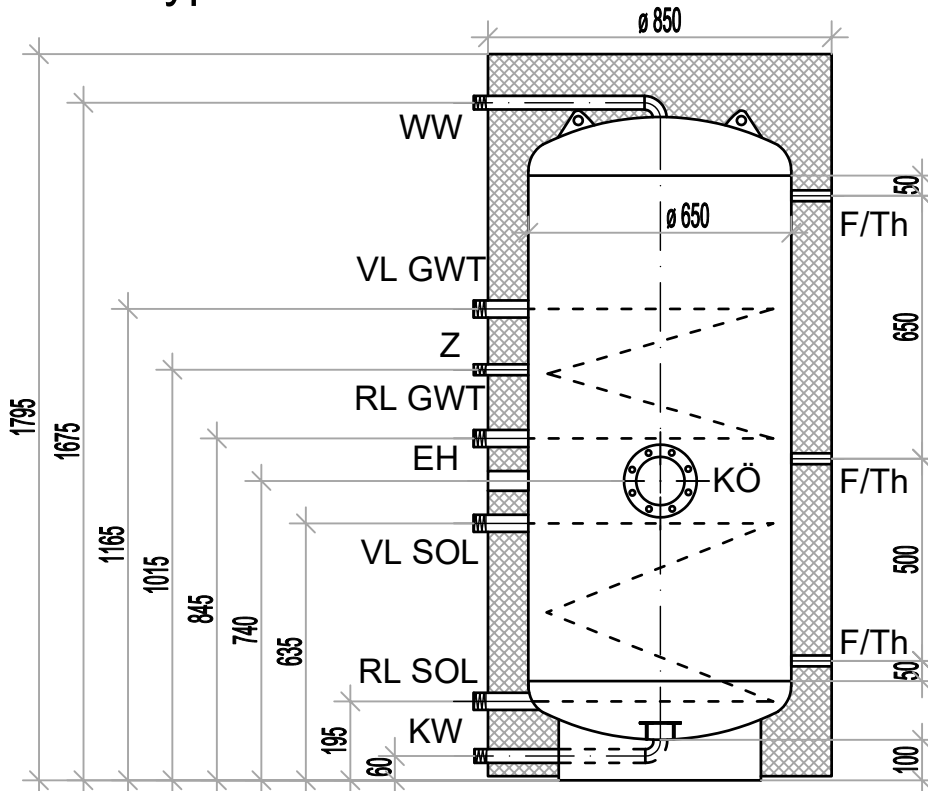 ø 850
WW
50
F/Th
ø 650
VL GWT
650
Z
1795
1675
RL GWT
EH
KÖ
F/Th
1165
1015
VL SOL
500
845
740
635
F/Th
RL SOL
50
195
KW
60
100